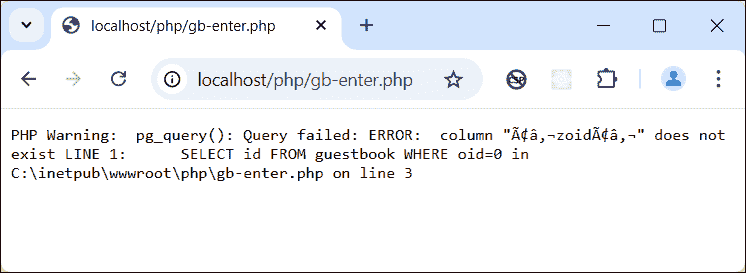 localhost/php/gb-enter.php
localhost/php/gb-enter.php
PHP Warning:  pg_query(): Query failed: ERROR:  column "Ã¢â‚¬zoidÃ¢â‚¬" does not
exist LINE 1:      SELECT id FROM guestbook WHERE oid=0 in
C:\inetpub\wwwroot\php\gb-enter.php on line 3